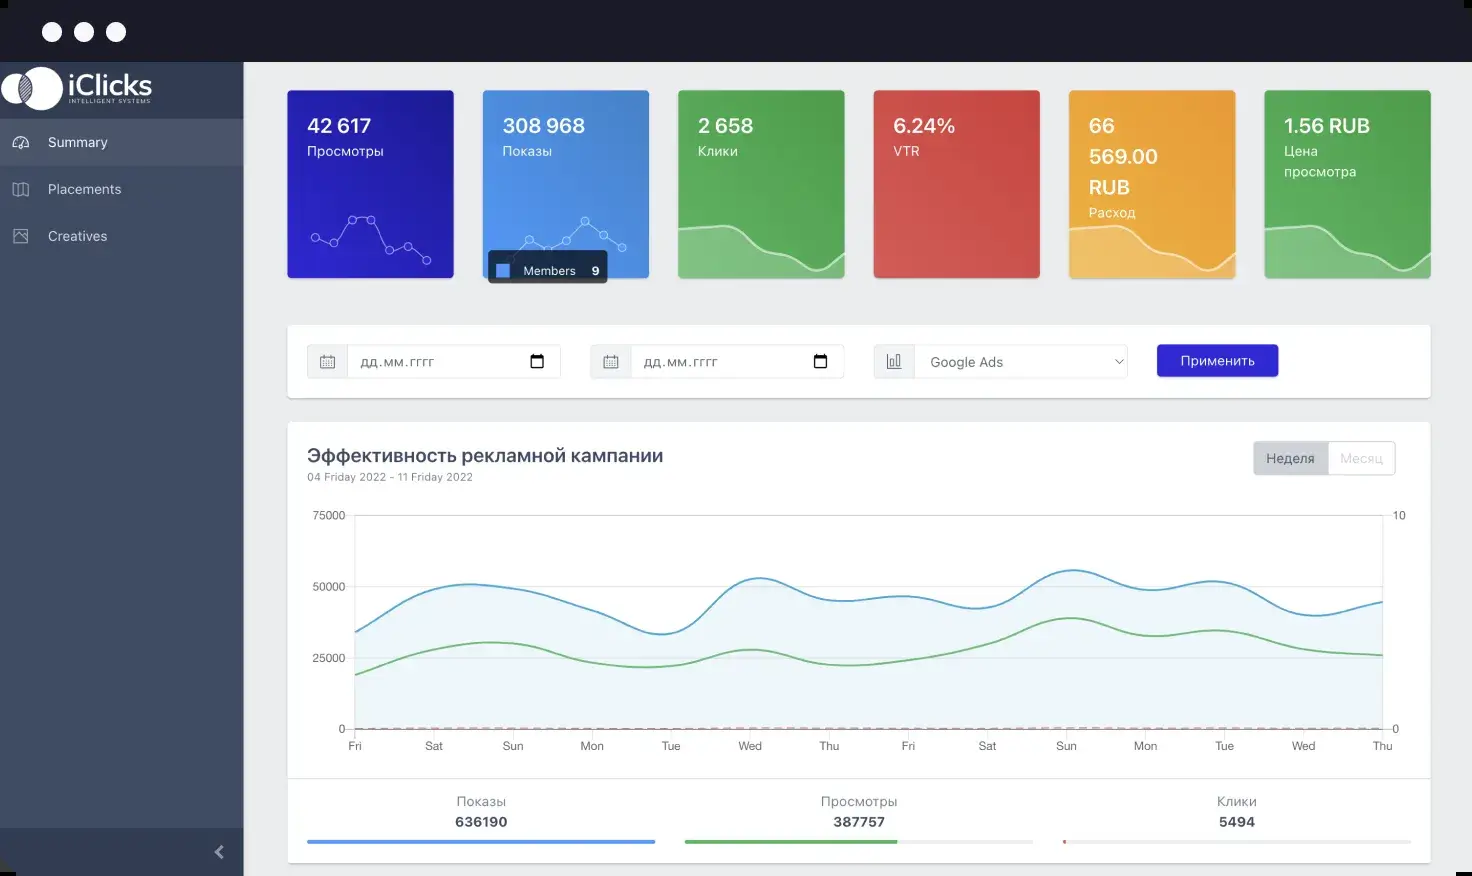 iClicks
INTELLIGENT SYSTEMS
Summary
Placements
Creatives
42 617
Просмотры
308 968
Показы
Members 9
2 658
Клики
6.24%
VTR
66
569.00
RUB
Расход
1.56 RUB
Цена
просмотра
дд.мм.гггг
дд.мм.гггг
Google Ads
Применить
Эффективность рекламной кампании
04 Friday 2022 - 11 Friday 2022
Неделя
Месяц
75000
10
50000
25000
0
0
Fri Sat Sun Mon Tue Wed Thu Fri Sat Sun Mon Tue Wed Thu
Показы
636190
Просмотры
387757
Клики
5494